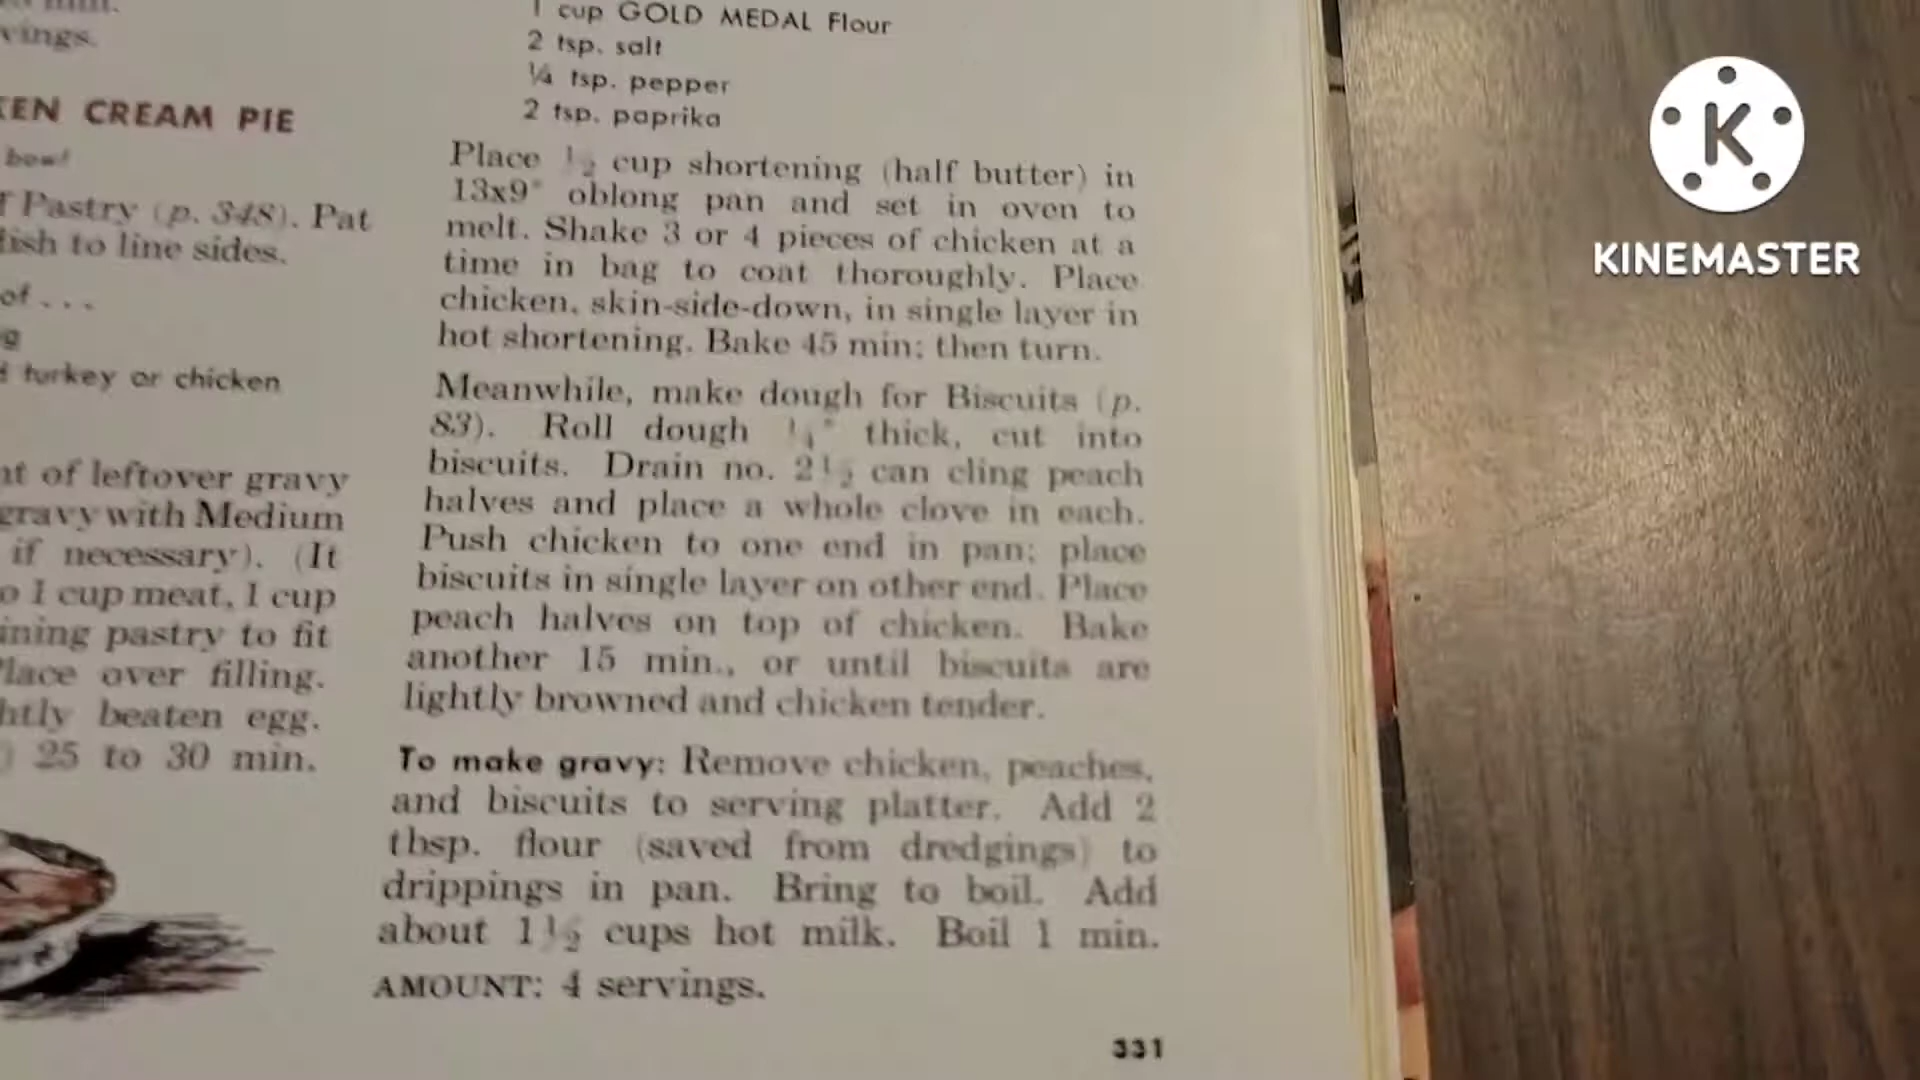 vings.
KEN CREAM PIE
bowl
f Pastry (p. 348). Pat
dish to line sides.
of . . .
g
d turkey or chicken
nt of leftover gravy
gravy with Medium
if necessary). (It
o 1 cup meat, 1 cup
ining pastry to fit
Place over filling.
htly beaten egg.
) 25 to 30 min.
1 cup GOLD MEDAL Flour
2 tsp. salt
¼ tsp. pepper
2 tsp. paprika
Place ½ cup shortening (half butter) in
13x9" oblong pan and set in oven to
melt. Shake 3 or 4 pieces of chicken at a
time in bag to coat thoroughly. Place
chicken, skin-side-down, in single layer in
hot shortening. Bake 45 min; then turn.
Meanwhile, make dough for Biscuits (p.
83). Roll dough ¼" thick, cut into
biscuits. Drain no. 2½ can cling peach
halves and place a whole clove in each.
Push chicken to one end in pan; place
biscuits in single layer on other end. Place
peach halves on top of chicken. Bake
another 15 min., or until biscuits are
lightly browned and chicken tender.
To make gravy: Remove chicken, peaches,
and biscuits to serving platter. Add 2
tbsp. flour (saved from dredgings) to
drippings in pan. Bring to boil. Add
about 1½ cups hot milk. Boil 1 min.
AMOUNT: 4 servings.
331
K
KINEMASTER